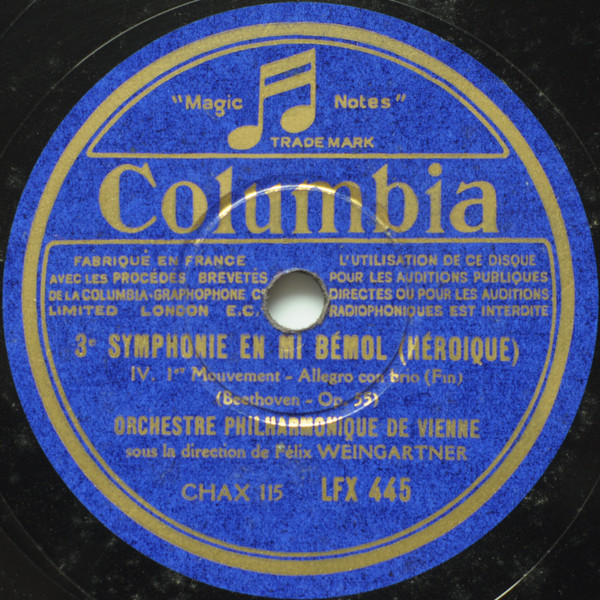 "Magic Notes"
TRADE MARK
Columbia
FABRIQUÉ EN FRANCE
AVEC LES PROCÉDÉS BREVETÉS
DE LA COLUMBIA-GRAPHOPHONE Cº
LIMITED LONDON E.C.
L'UTILISATION DE CE DISQUE
POUR LES AUDITIONS PUBLIQUES
DIRECTES OU POUR LES AUDITIONS
RADIOPHONIQUES EST INTERDITE
3e SYMPHONIE EN MI BÉMOL (HÉROIQUE)
IV. 1er Mouvement - Allegro con brio (Fin)
(Beethoven - Op. 55)
ORCHESTRE PHILHARMONIQUE DE VIENNE
sous la direction de Félix WEINGARTNER
CHAX 115 LFX 445